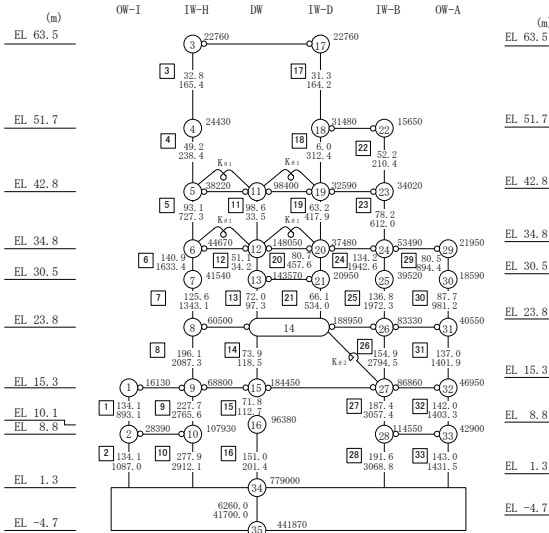 OW-I IW-H DW IW-D IW-B OW-A
(m) (m)
EL 63.5 3 22760 17 22760 EL 63.5
3 32.8 17 31.3
165.4 164.2
EL 51.7 4 24430 18 31480 22 15650 EL 51.7
4 49.2 18 6.0 22 52.2
238.4 312.4 210.4
Kθ1 Kθ1
EL 42.8 5 38220 11 98400 19 32590 23 34020 EL 42.8
5 93.1 11 98.6 19 63.2 23 78.2
727.3 33.5 417.9 612.0
Kθ1 Kθ1
EL 34.8 6 44670 12 148050 20 37480 24 53490 29 21950 EL 34.8
6 140.9 12 51.1 20 80.7 24 134.2 29 80.5
1633.4 34.2 457.6 1942.6 894.4
EL 30.5 7 41540 13 143570 21 20950 25 39520 30 18590 EL 30.5
7 125.6 13 72.0 21 66.1 25 136.8 30 87.7
1343.1 97.3 534.0 1972.3 981.2
EL 23.8 8 60500 14 188950 26 83330 31 40550 EL 23.8
8 196.1 14 73.9 26 154.9 31 137.0
2087.3 118.5 2794.5 1401.9
Kθ2
EL 15.3 1 16130 9 68800 15 184450 27 86860 32 46950 EL 15.3
1 134.1 9 227.7 15 71.8 27 187.4 32 142.0
893.1 2765.6 112.7 3057.4 1403.3
EL 10.1 16 96380
EL 8.8 2 28390 10 107930 28 114550 33 42900 EL 8.8
2 134.1 10 277.9 16 151.0 28 191.6 33 143.0
1087.0 2912.1 201.4 3068.8 1431.5
EL 1.3 34 779000 EL 1.3
6260.0
41700.0
EL -4.7 35 441870 EL -4.7